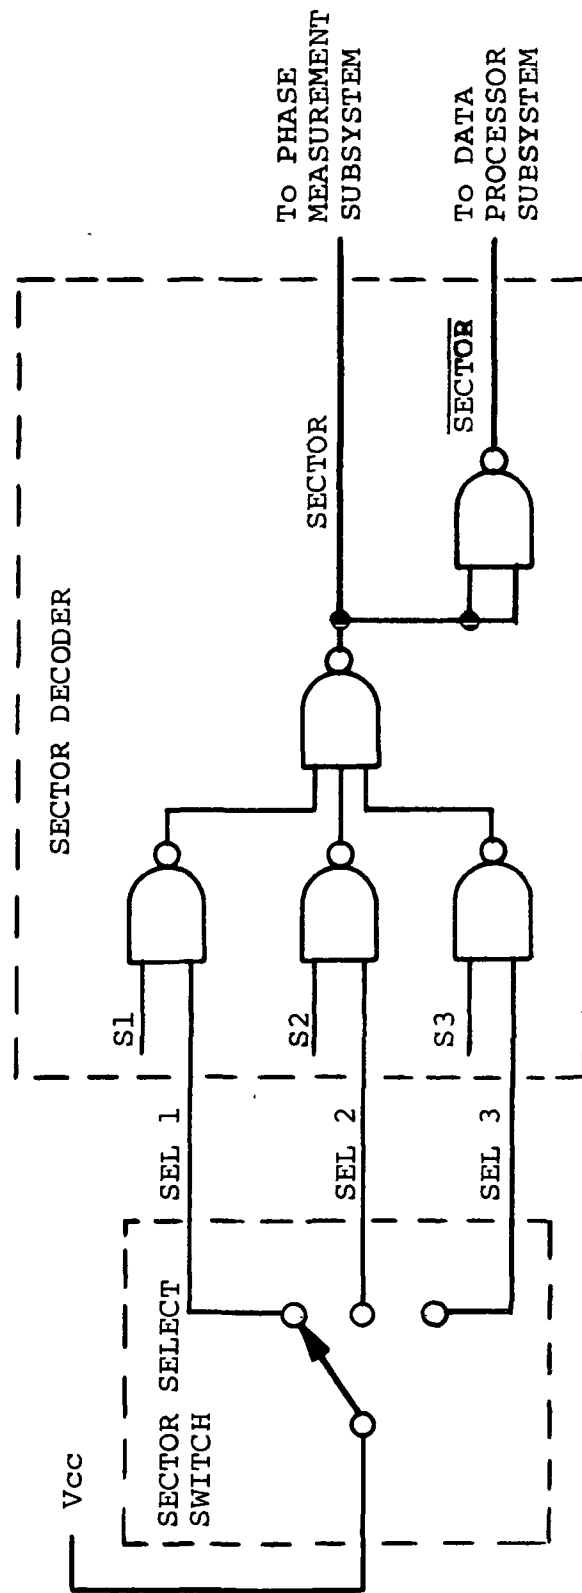 Vcc
SECTOR SELECT
SWITCH
SEL 1
SEL 2
SEL 3
SECTOR DECODER
S1
S2
S3
SECTOR
SECTOR
To PHASE
MEASUREMENT
SUBSYSTEM
To DATA
PROCESSOR
SUBSYSTEM